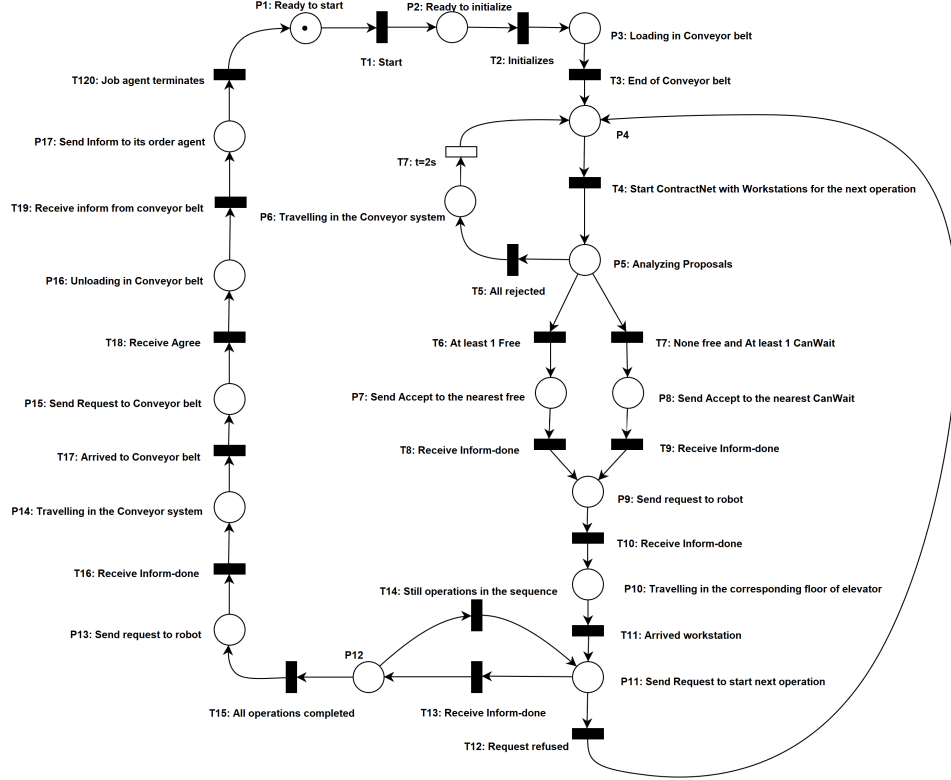 P1: Ready to start
P2: Ready to initialize
T1: Start
T2: Initializes
P3: Loading in Conveyor belt
T120: Job agent terminates
T3: End of Conveyor belt
P17: Send Inform to its order agent
P4
T7: t=2s
T4: Start ContractNet with Workstations for the next operation
T19: Receive inform from conveyor belt
P6: Travelling in the Conveyor system
P5: Analyzing Proposals
P16: Unloading in Conveyor belt
T5: All rejected
T18: Receive Agree
T6: At least 1 Free
T7: None free and At least 1 CanWait
P15: Send Request to Conveyor belt
P7: Send Accept to the nearest free
P8: Send Accept to the nearest CanWait
T17: Arrived to Conveyor belt
T8: Receive Inform-done
T9: Receive Inform-done
P14: Travelling in the Conveyor system
P9: Send request to robot
T10: Receive Inform-done
T16: Receive Inform-done
T14: Still operations in the sequence
P10: Travelling in the corresponding floor of elevator
P13: Send request to robot
T11: Arrived workstation
P12
P11: Send Request to start next operation
T15: All operations completed
T13: Receive Inform-done
T12: Request refused